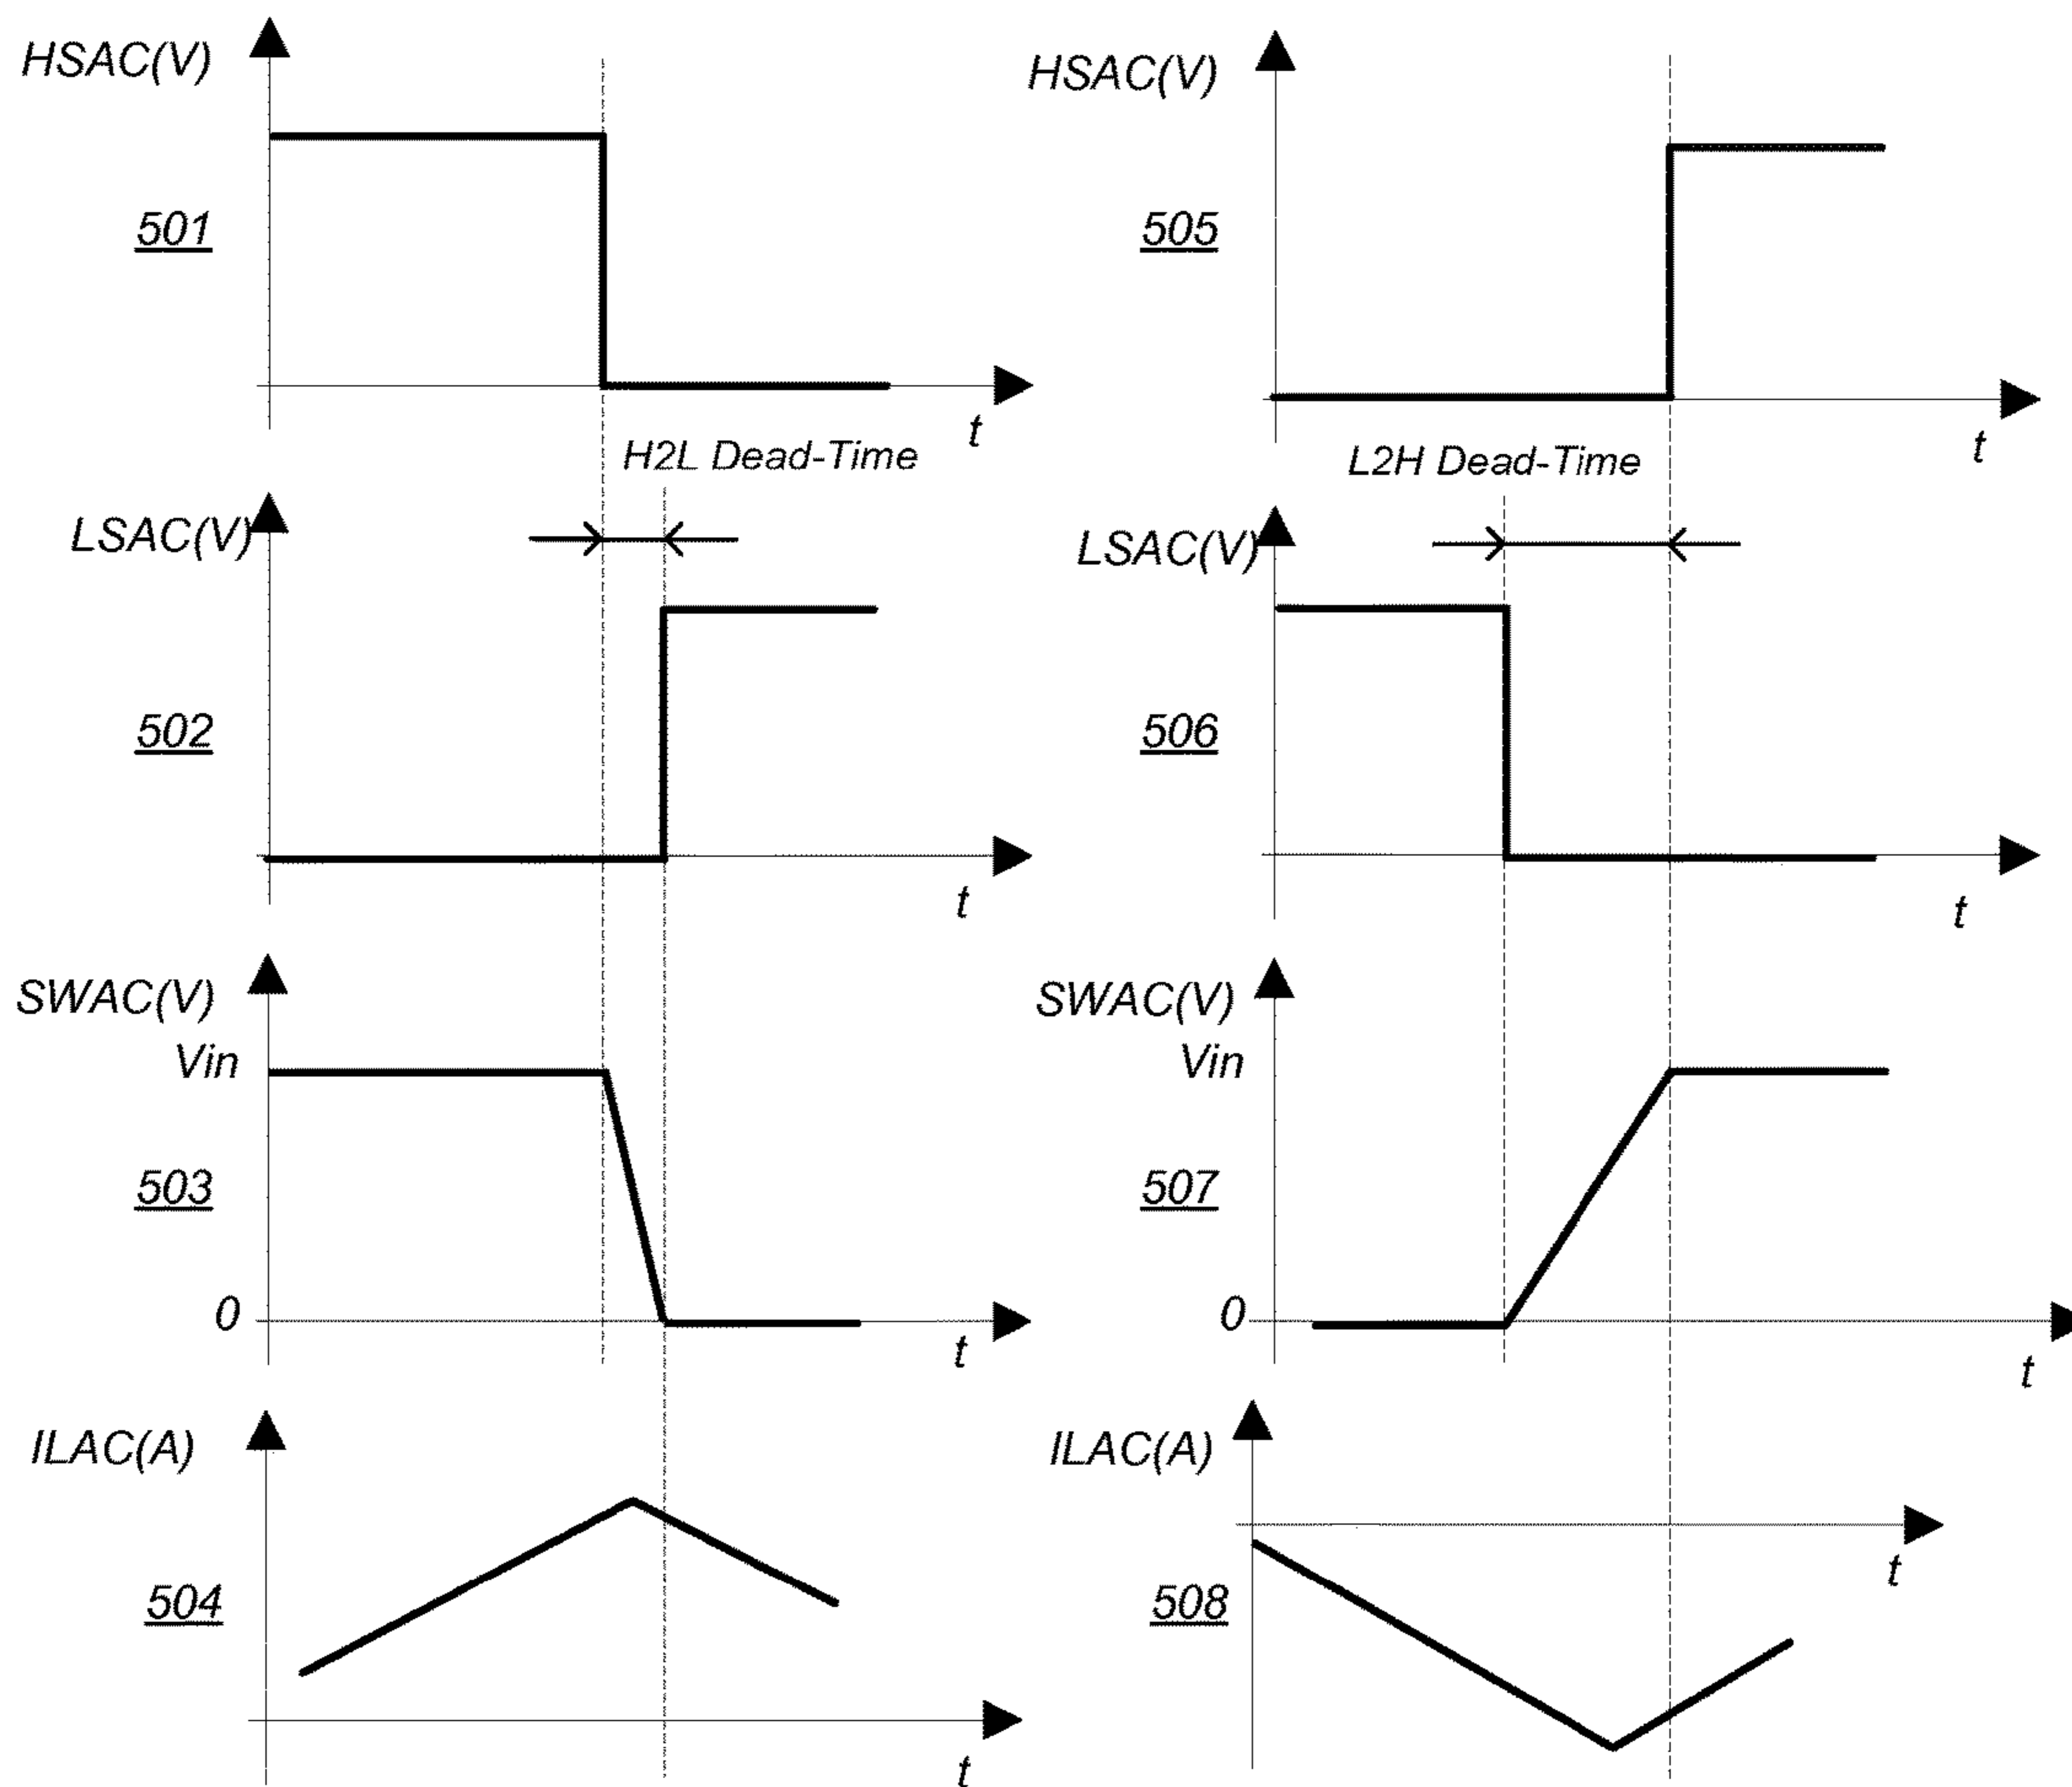 HSAC(V)
501
t
H2L Dead-Time
LSAC(V)
502
t
SWAC(V)
Vin
503
0
t
ILAC(A)
504
t
HSAC(V)
505
t
L2H Dead-Time
LSAC(V)
506
t
SWAC(V)
Vin
507
0
t
ILAC(A)
t
508